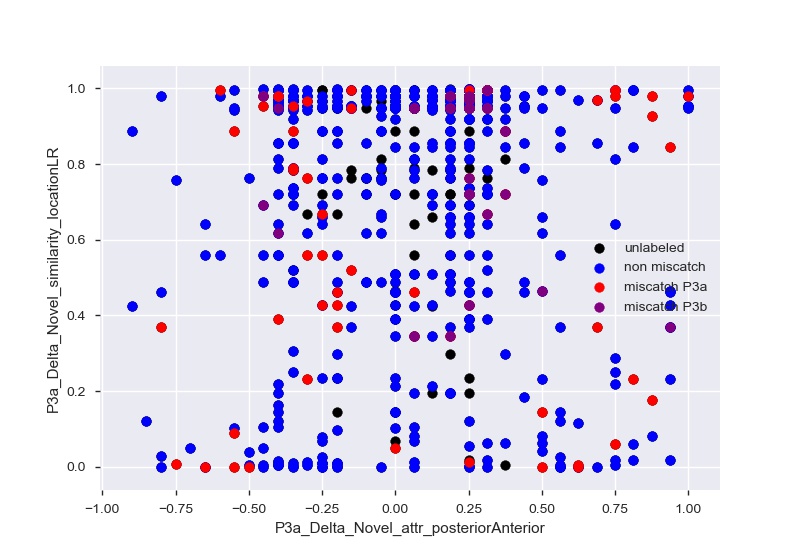 1.0
0.8
0.6
0.4
0.2
0.0
P3a_Delta_Novel_similarity_locationLR
unlabeled
non miscatch
miscatch P3a
miscatch P3b
−1.00 −0.75 −0.50 −0.25 0.00 0.25 0.50 0.75 1.00
P3a_Delta_Novel_attr_posteriorAnterior